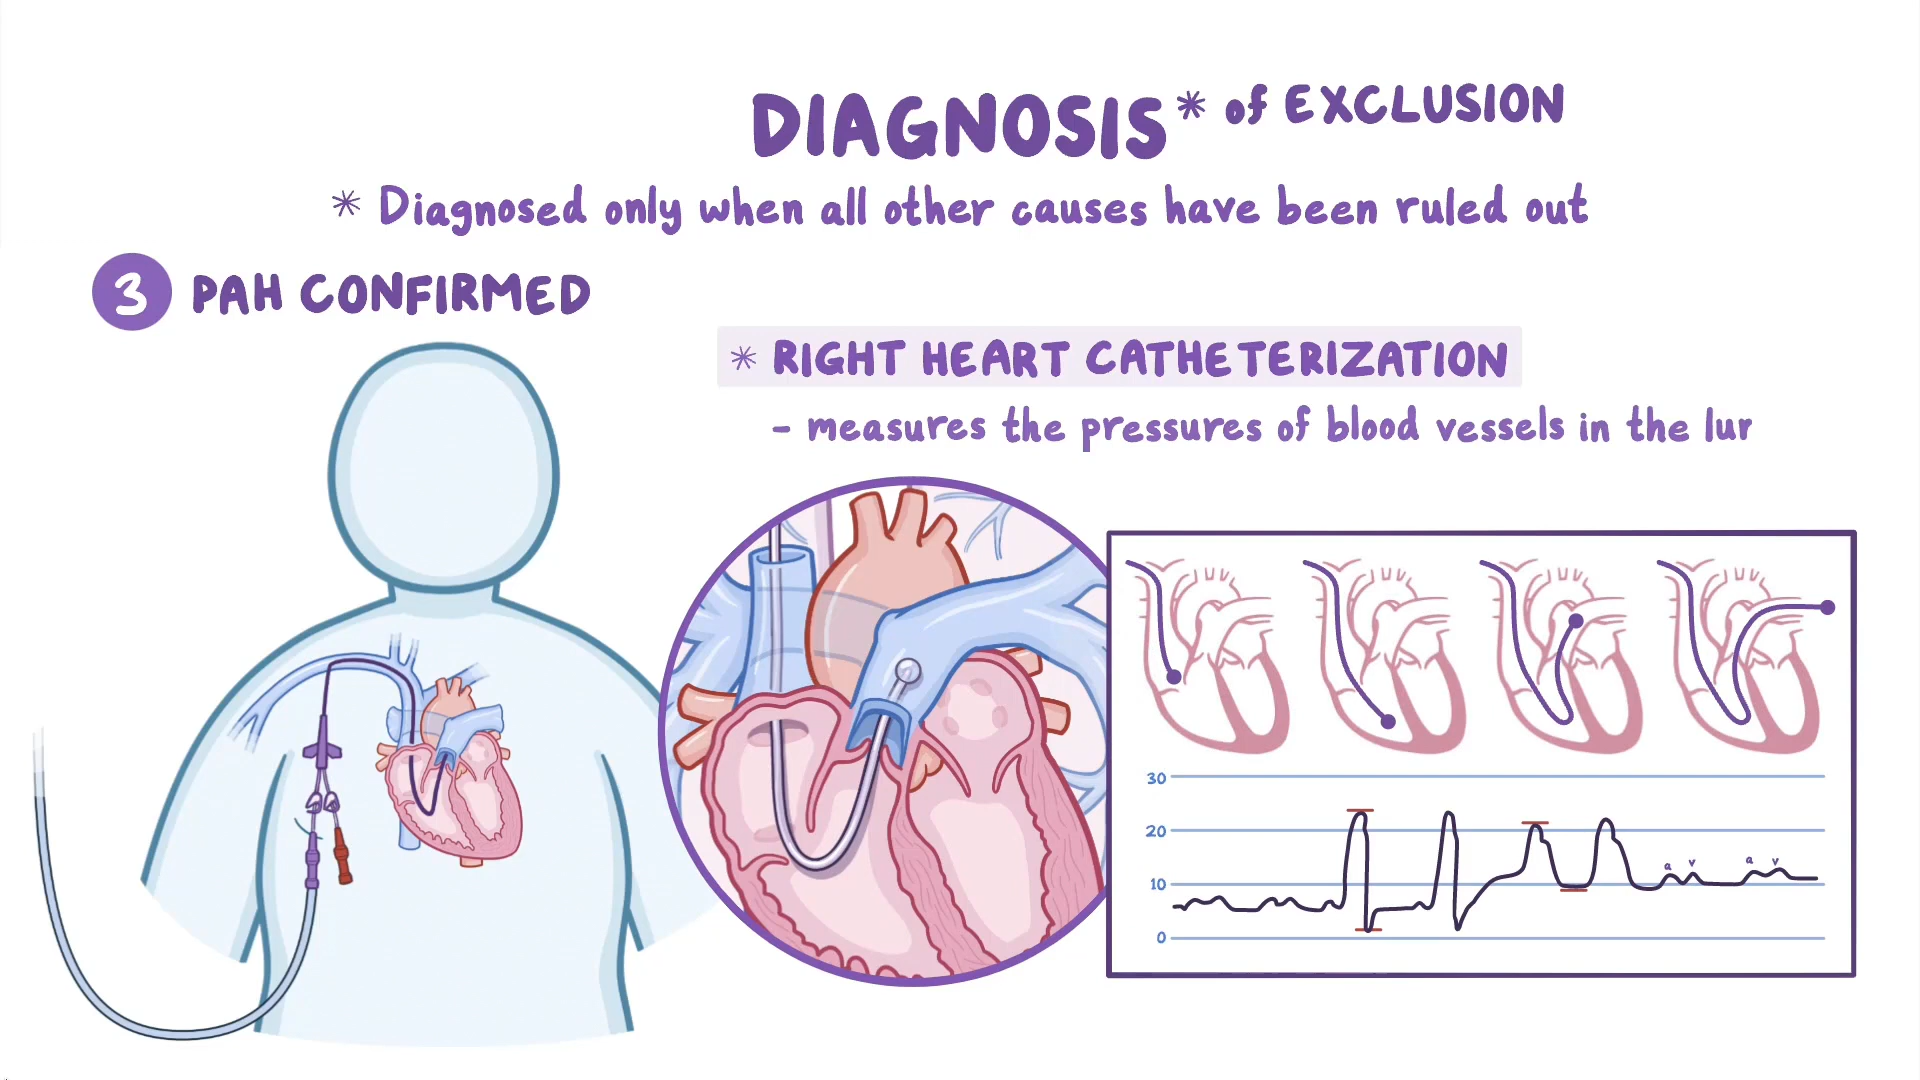 DIAGNOSIS* of EXCLUSION
* Diagnosed only when all other causes have been ruled out
3 PAH CONFIRMED
* RIGHT HEART CATHETERIZATION
- measures the pressures of blood vessels in the lur
30
20
a v a v
10
0